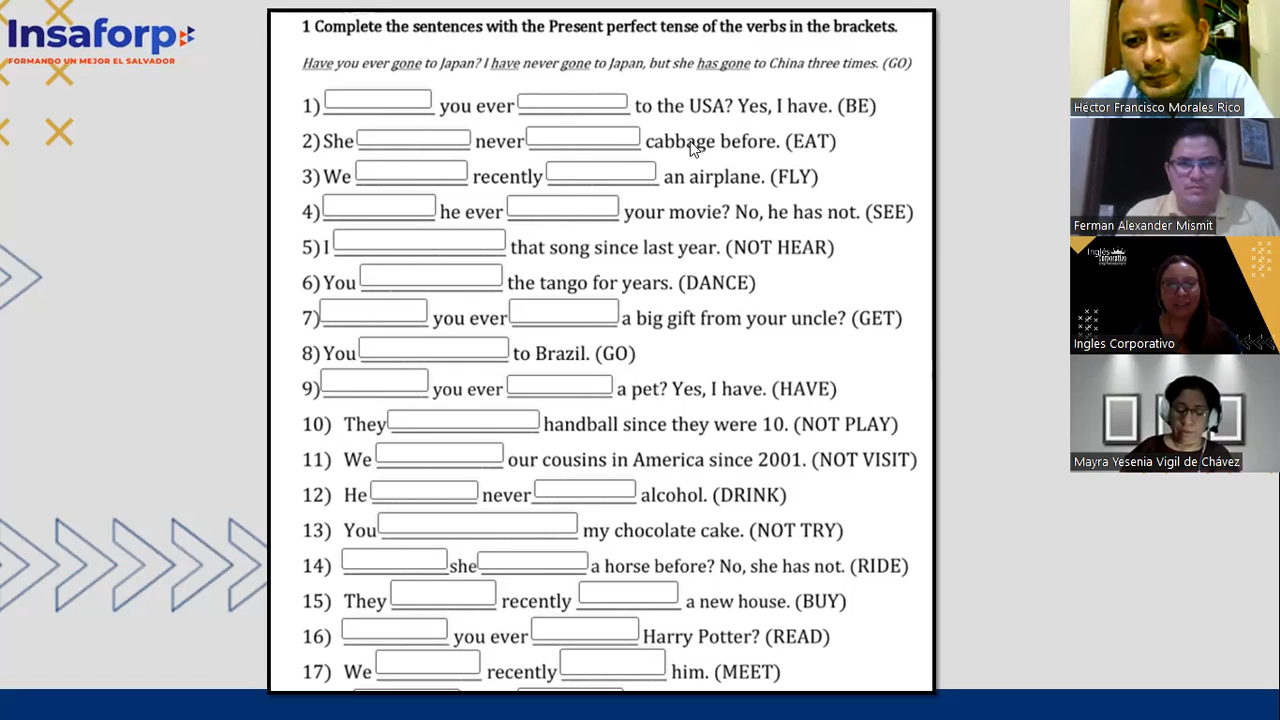 Insaforp
FORMANDO UN MEJOR EL SALVADOR
1 Complete the sentences with the Present perfect tense of the verbs in the brackets.
Have you ever gone to Japan? I have never gone to Japan, but she has gone to China three times. (GO)
1) you ever to the USA? Yes, I have. (BE)
2) She never cabbage before. (EAT)
3) We recently an airplane. (FLY)
4) he ever your movie? No, he has not. (SEE)
5) I that song since last year. (NOT HEAR)
6) You the tango for years. (DANCE)
7) you ever a big gift from your uncle? (GET)
8) You to Brazil. (GO)
9) you ever a pet? Yes, I have. (HAVE)
10) They handball since they were 10. (NOT PLAY)
11) We our cousins in America since 2001. (NOT VISIT)
12) He never alcohol. (DRINK)
13) You my chocolate cake. (NOT TRY)
14) she a horse before? No, she has not. (RIDE)
15) They recently a new house. (BUY)
16) you ever Harry Potter? (READ)
17) We recently him. (MEET)
Héctor Francisco Morales Rico
Ferman Alexander Mismit
Inglés
Corporativo
Ingles Corporativo
Mayra Yesenia Vigil de Chávez